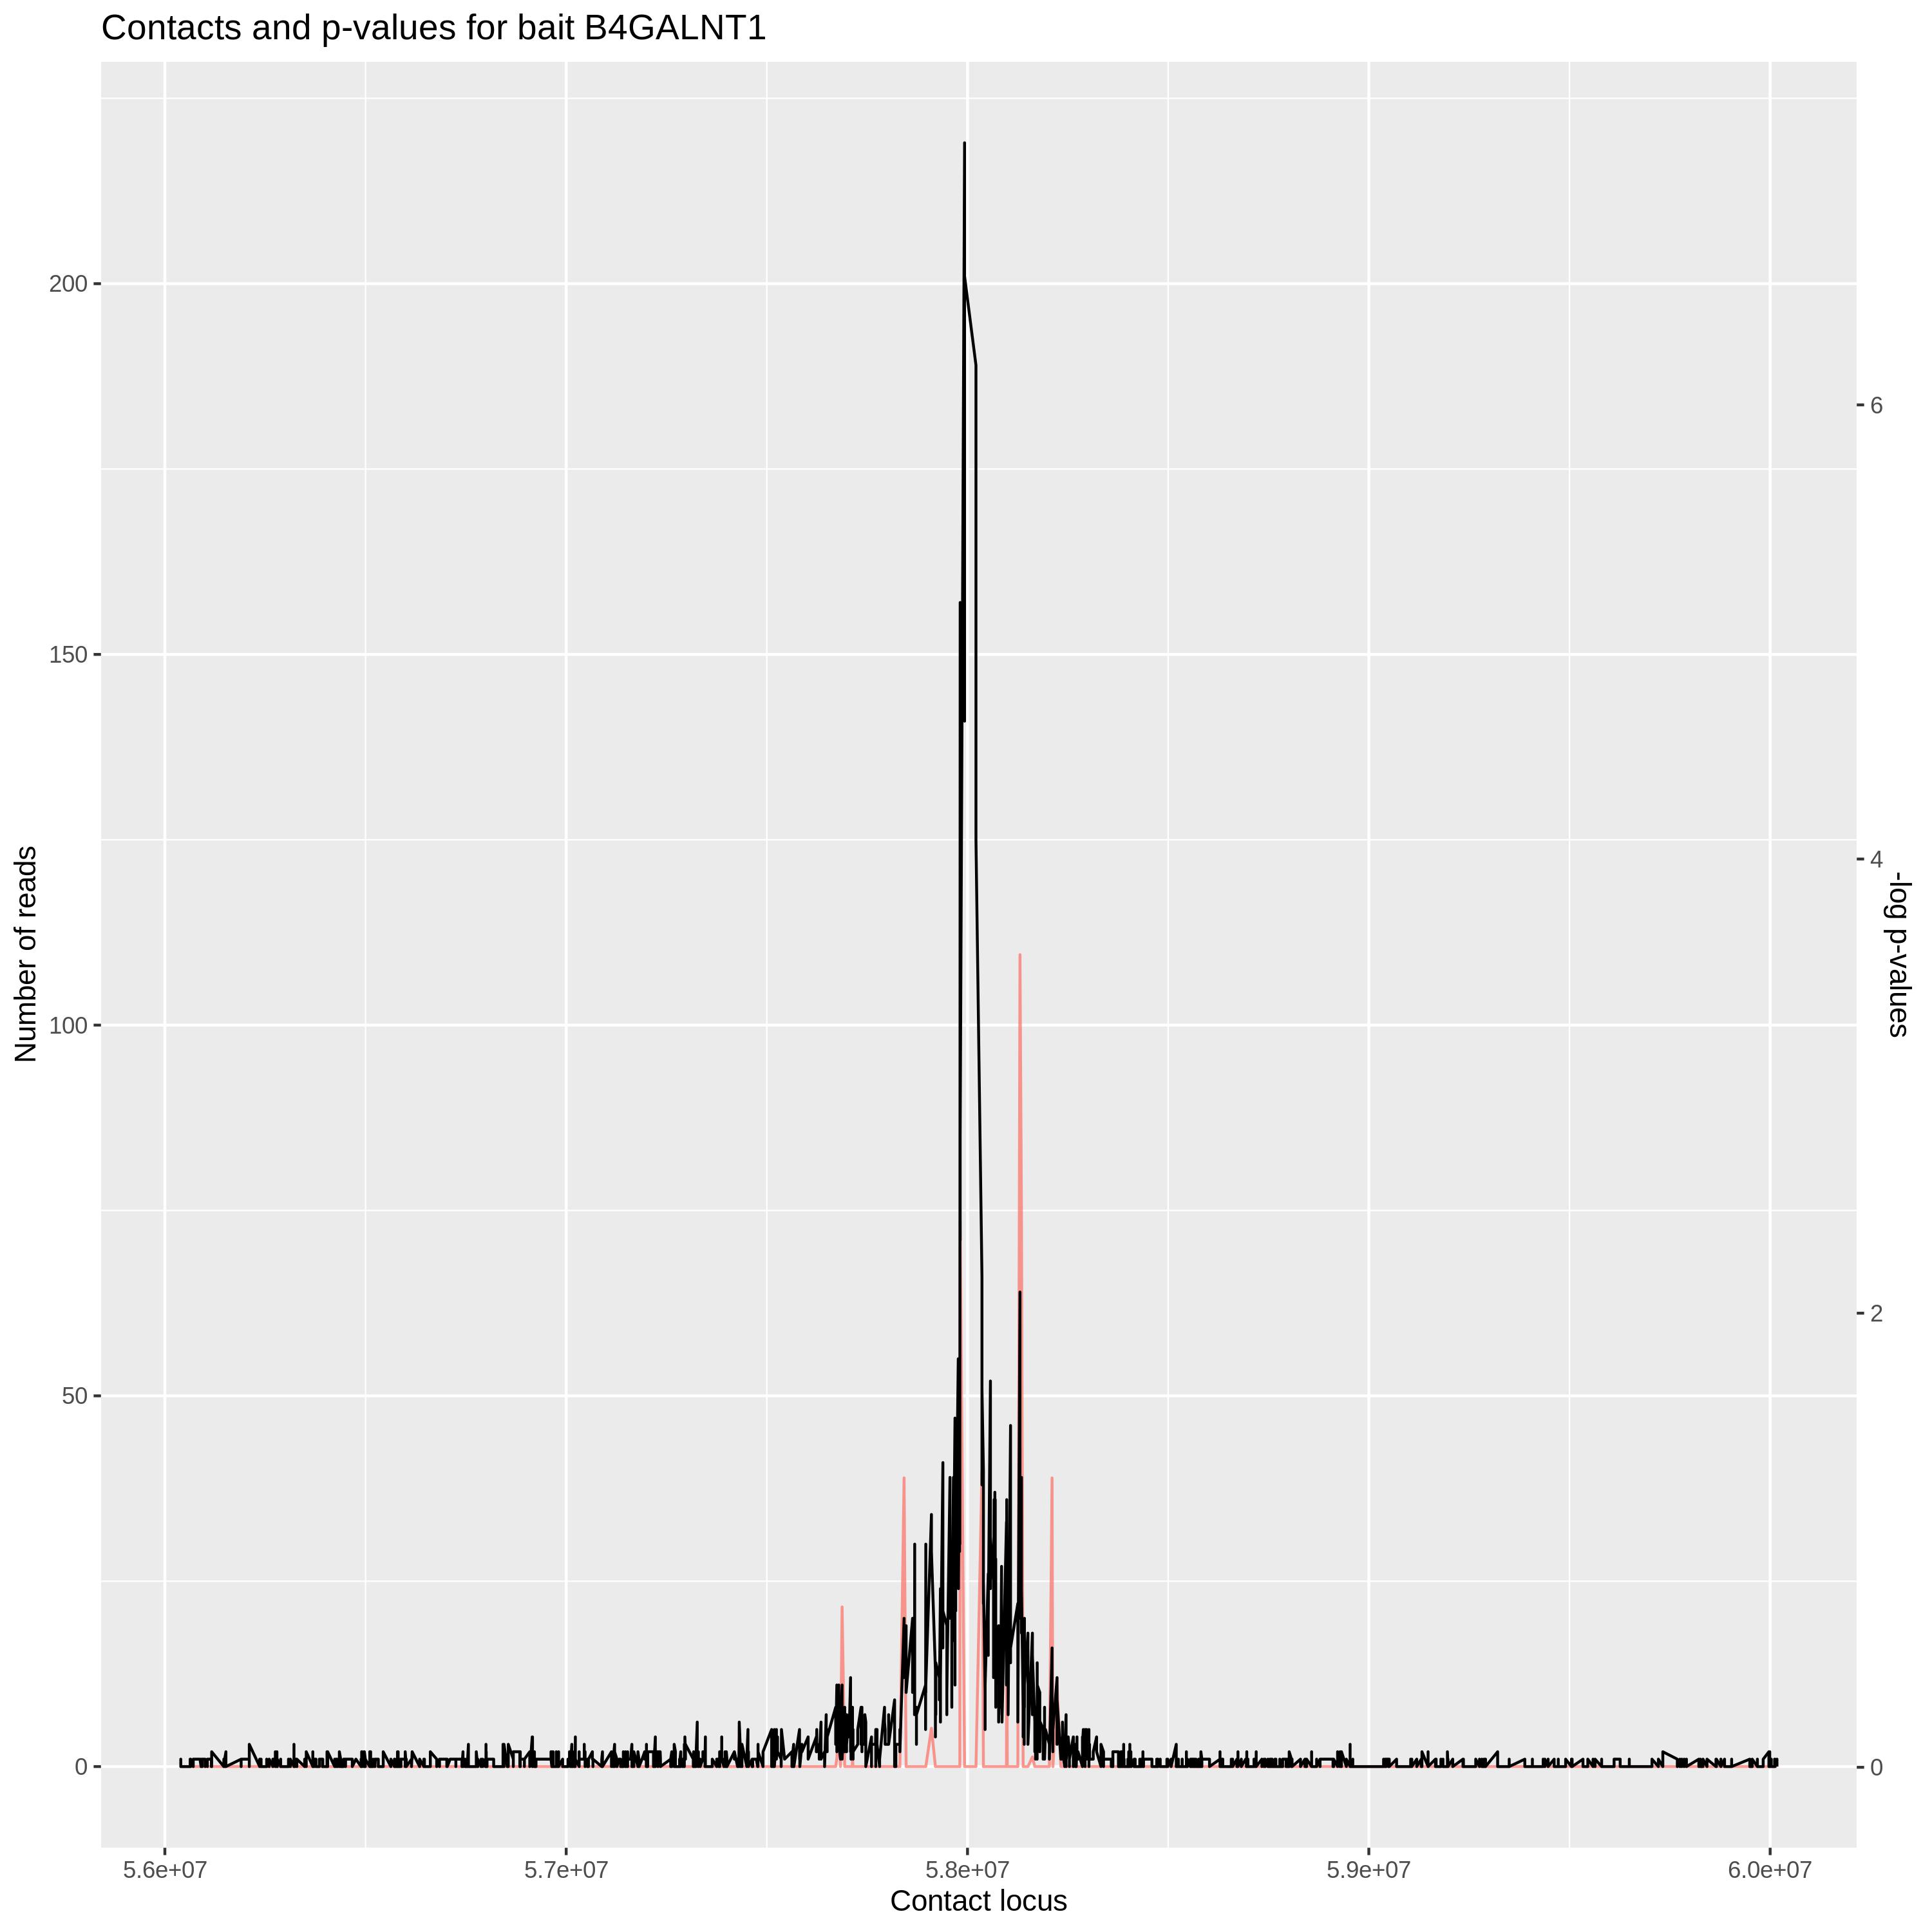 Contacts and p-values for bait B4GALNT1
200
150
100
50
0
Number of reads
6
4
2
0
-log p-values
5.6e+07
5.7e+07
5.8e+07
5.9e+07
6.0e+07
Contact locus